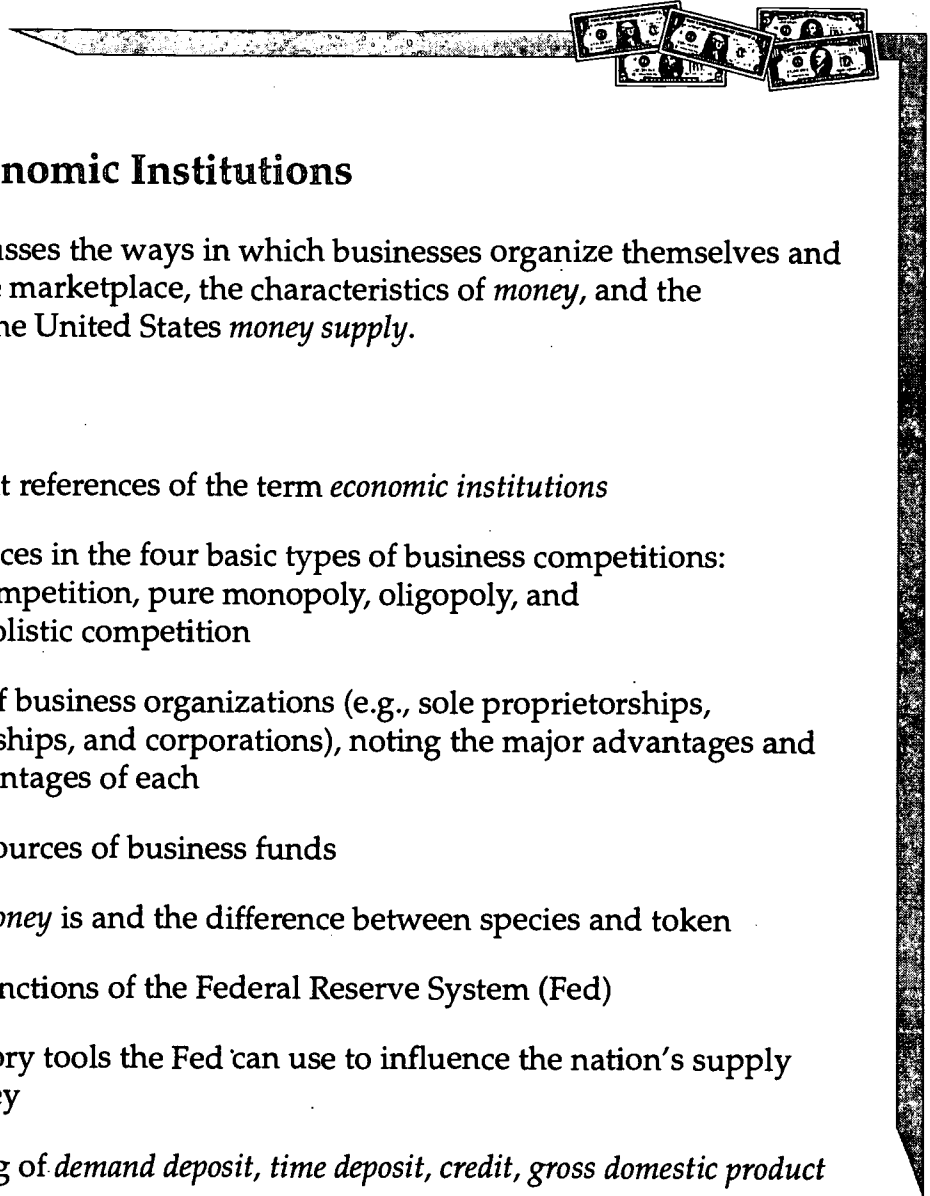 nomic Institutions
sses the ways in which businesses organize themselves and
marketplace, the characteristics of money, and the
he United States money supply.
t references of the term economic institutions
ces in the four basic types of business competitions:
mpetition, pure monopoly, oligopoly, and
olistic competition
f business organizations (e.g., sole proprietorships,
ships, and corporations), noting the major advantages and
ntages of each
ources of business funds
oney is and the difference between species and token
nctions of the Federal Reserve System (Fed)
ory tools the Fed can use to influence the nation's supply
ey
g of demand deposit, time deposit, credit, gross domestic product